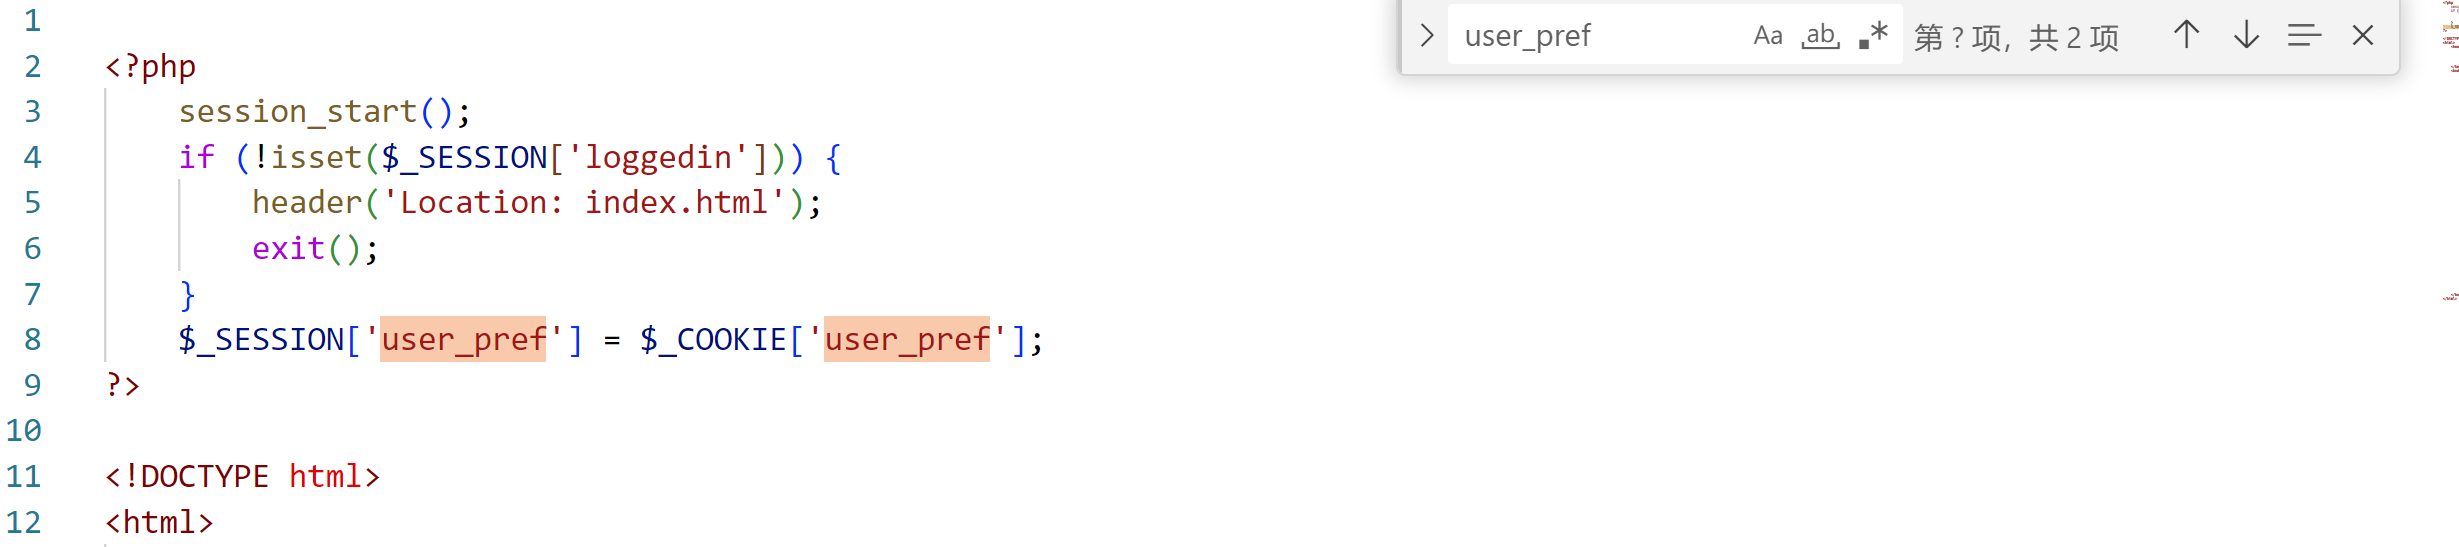 1
2 <?php
3 session_start();
4 if (!isset($_SESSION['loggedin'])) {
5 header('Location: index.html');
6 exit();
7 }
8 $_SESSION['user_pref'] = $_COOKIE['user_pref'];
9 ?>
10
11 <!DOCTYPE html>
12 <html>
user_pref Aa ab .* 第 ? 项, 共 2 项